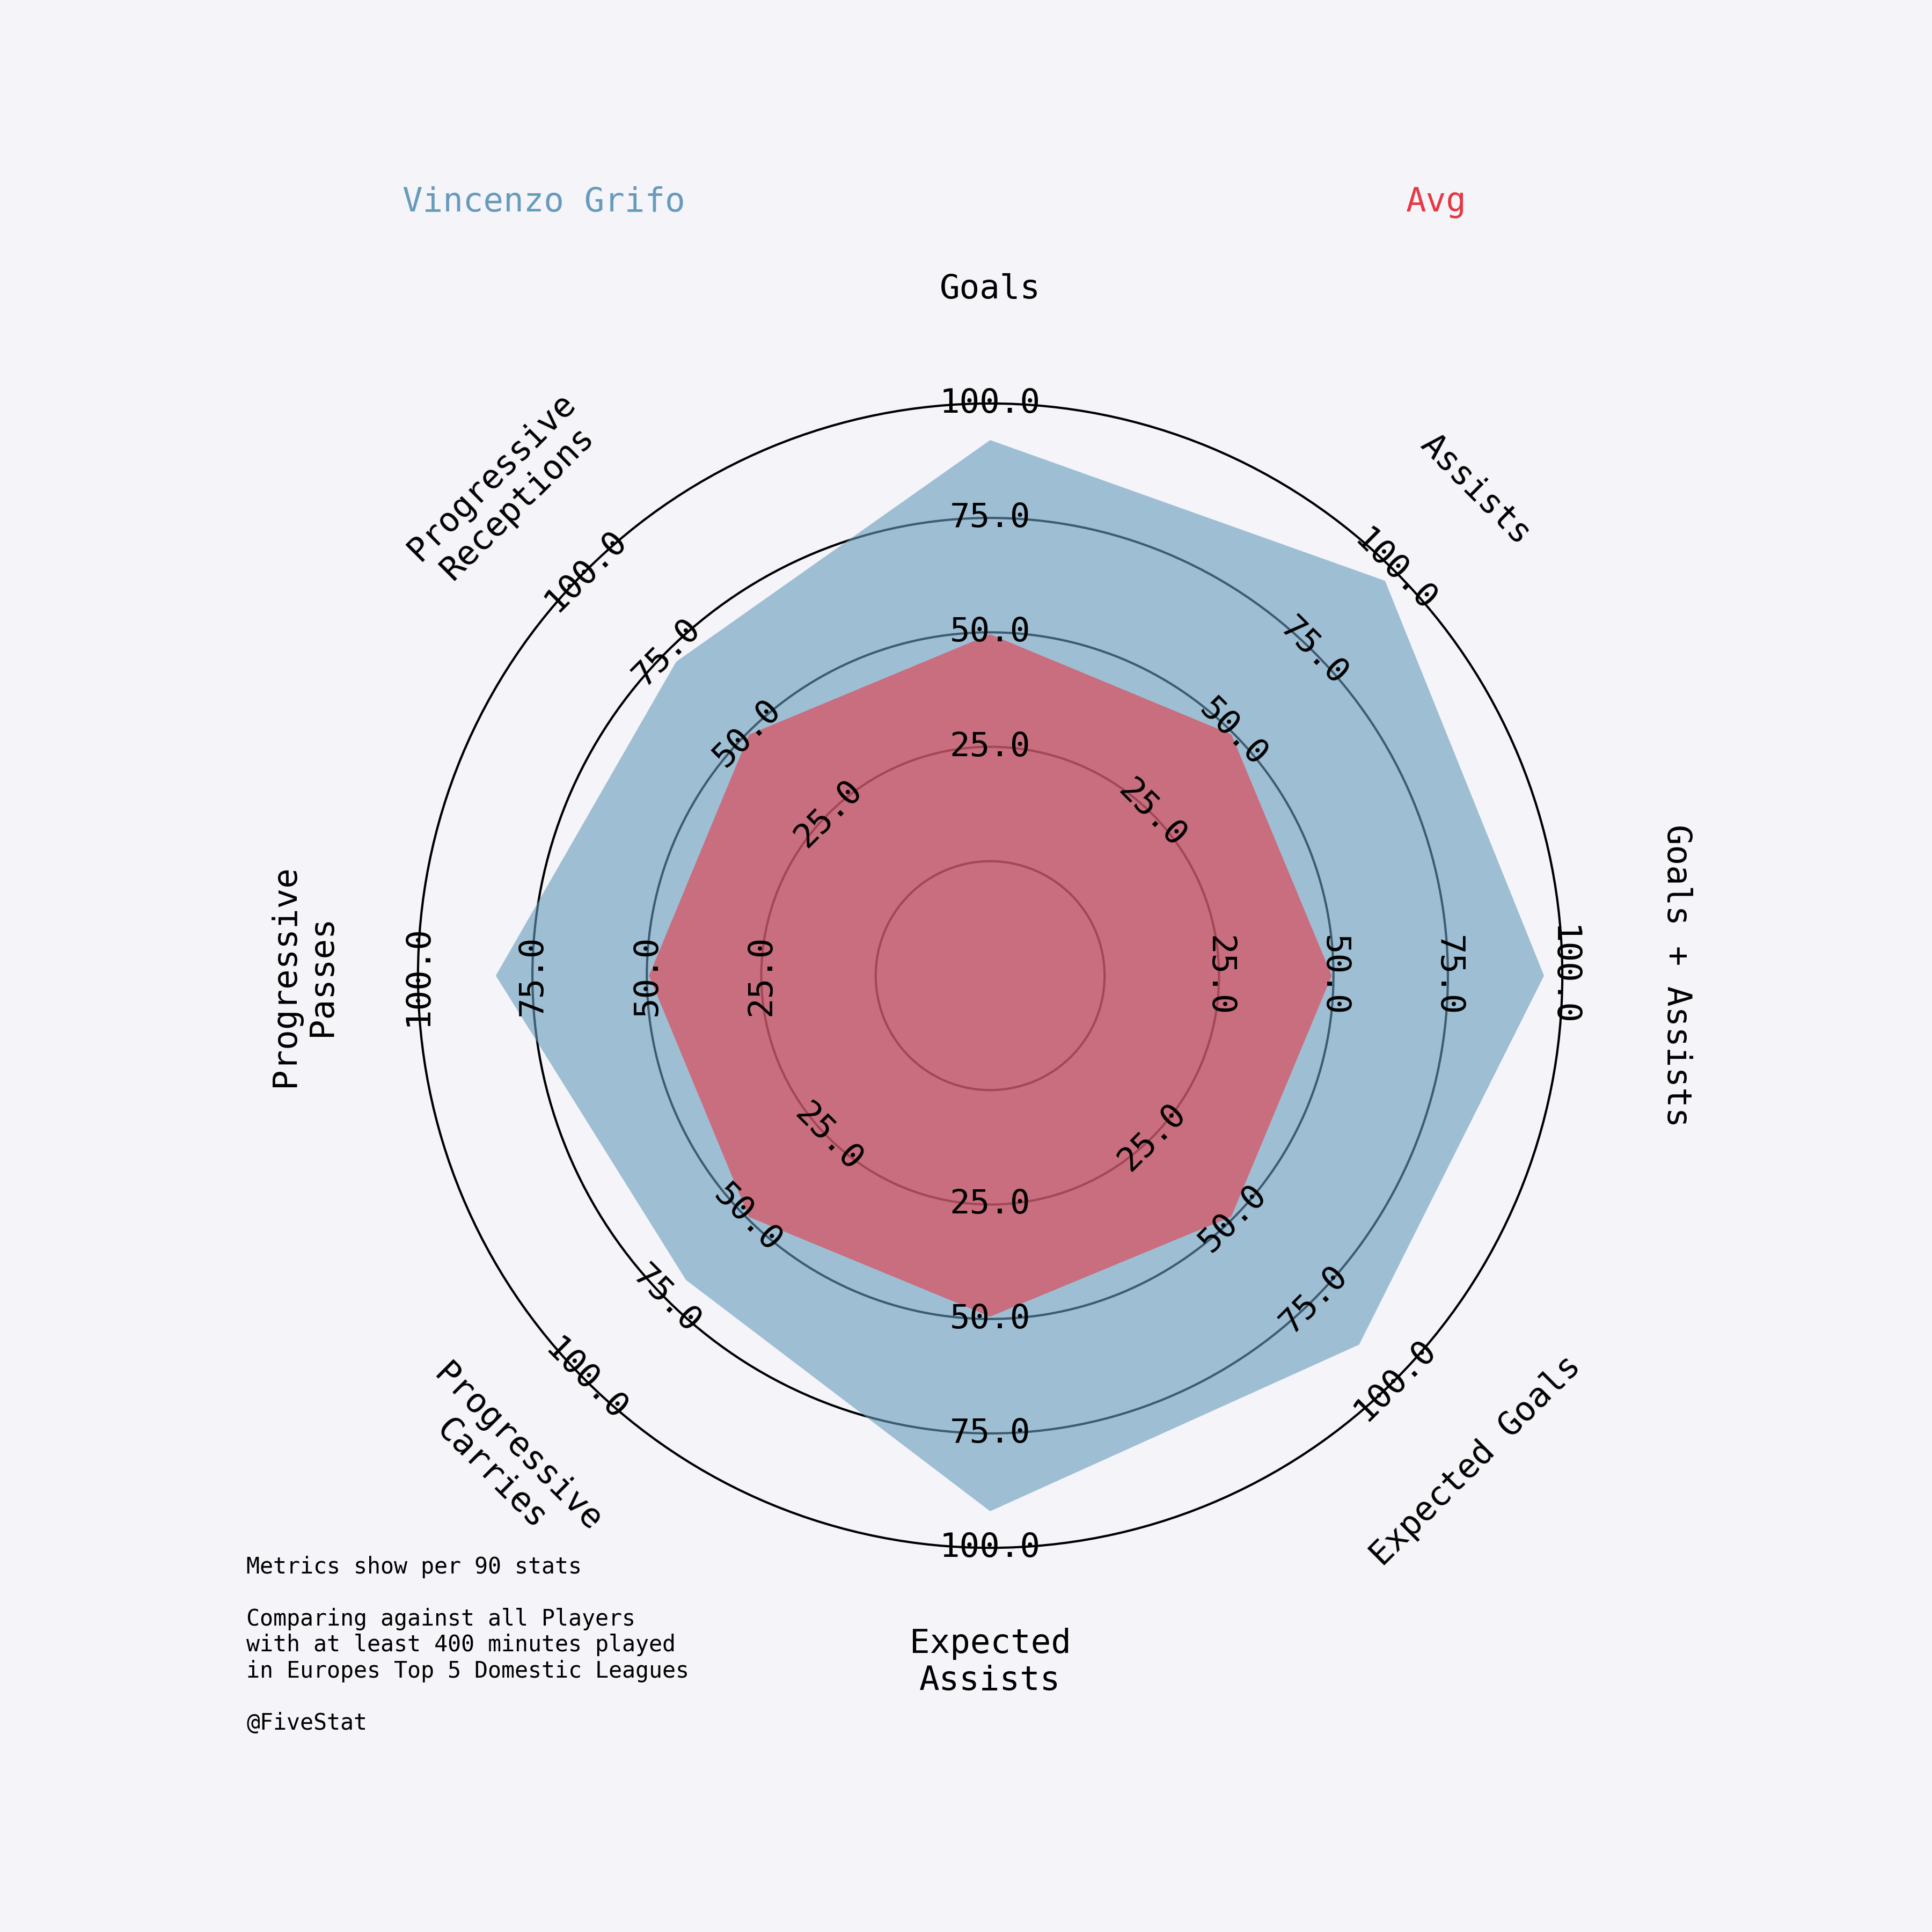 Vincenzo Grifo
Avg
Goals
Assists
Goals + Assists
Expected Goals
Expected
Assists
Progressive
Carries
Progressive
Passes
Progressive
Receptions
25.0
50.0
75.0
100.0
25.0
50.0
75.0
100.0
25.0
50.0
75.0
100.0
25.0
50.0
75.0
100.0
25.0
50.0
75.0
100.0
25.0
50.0
75.0
100.0
25.0
50.0
75.0
100.0
25.0
50.0
75.0
100.0
Metrics show per 90 stats
Comparing against all Players
with at least 400 minutes played
in Europes Top 5 Domestic Leagues
@FiveStat